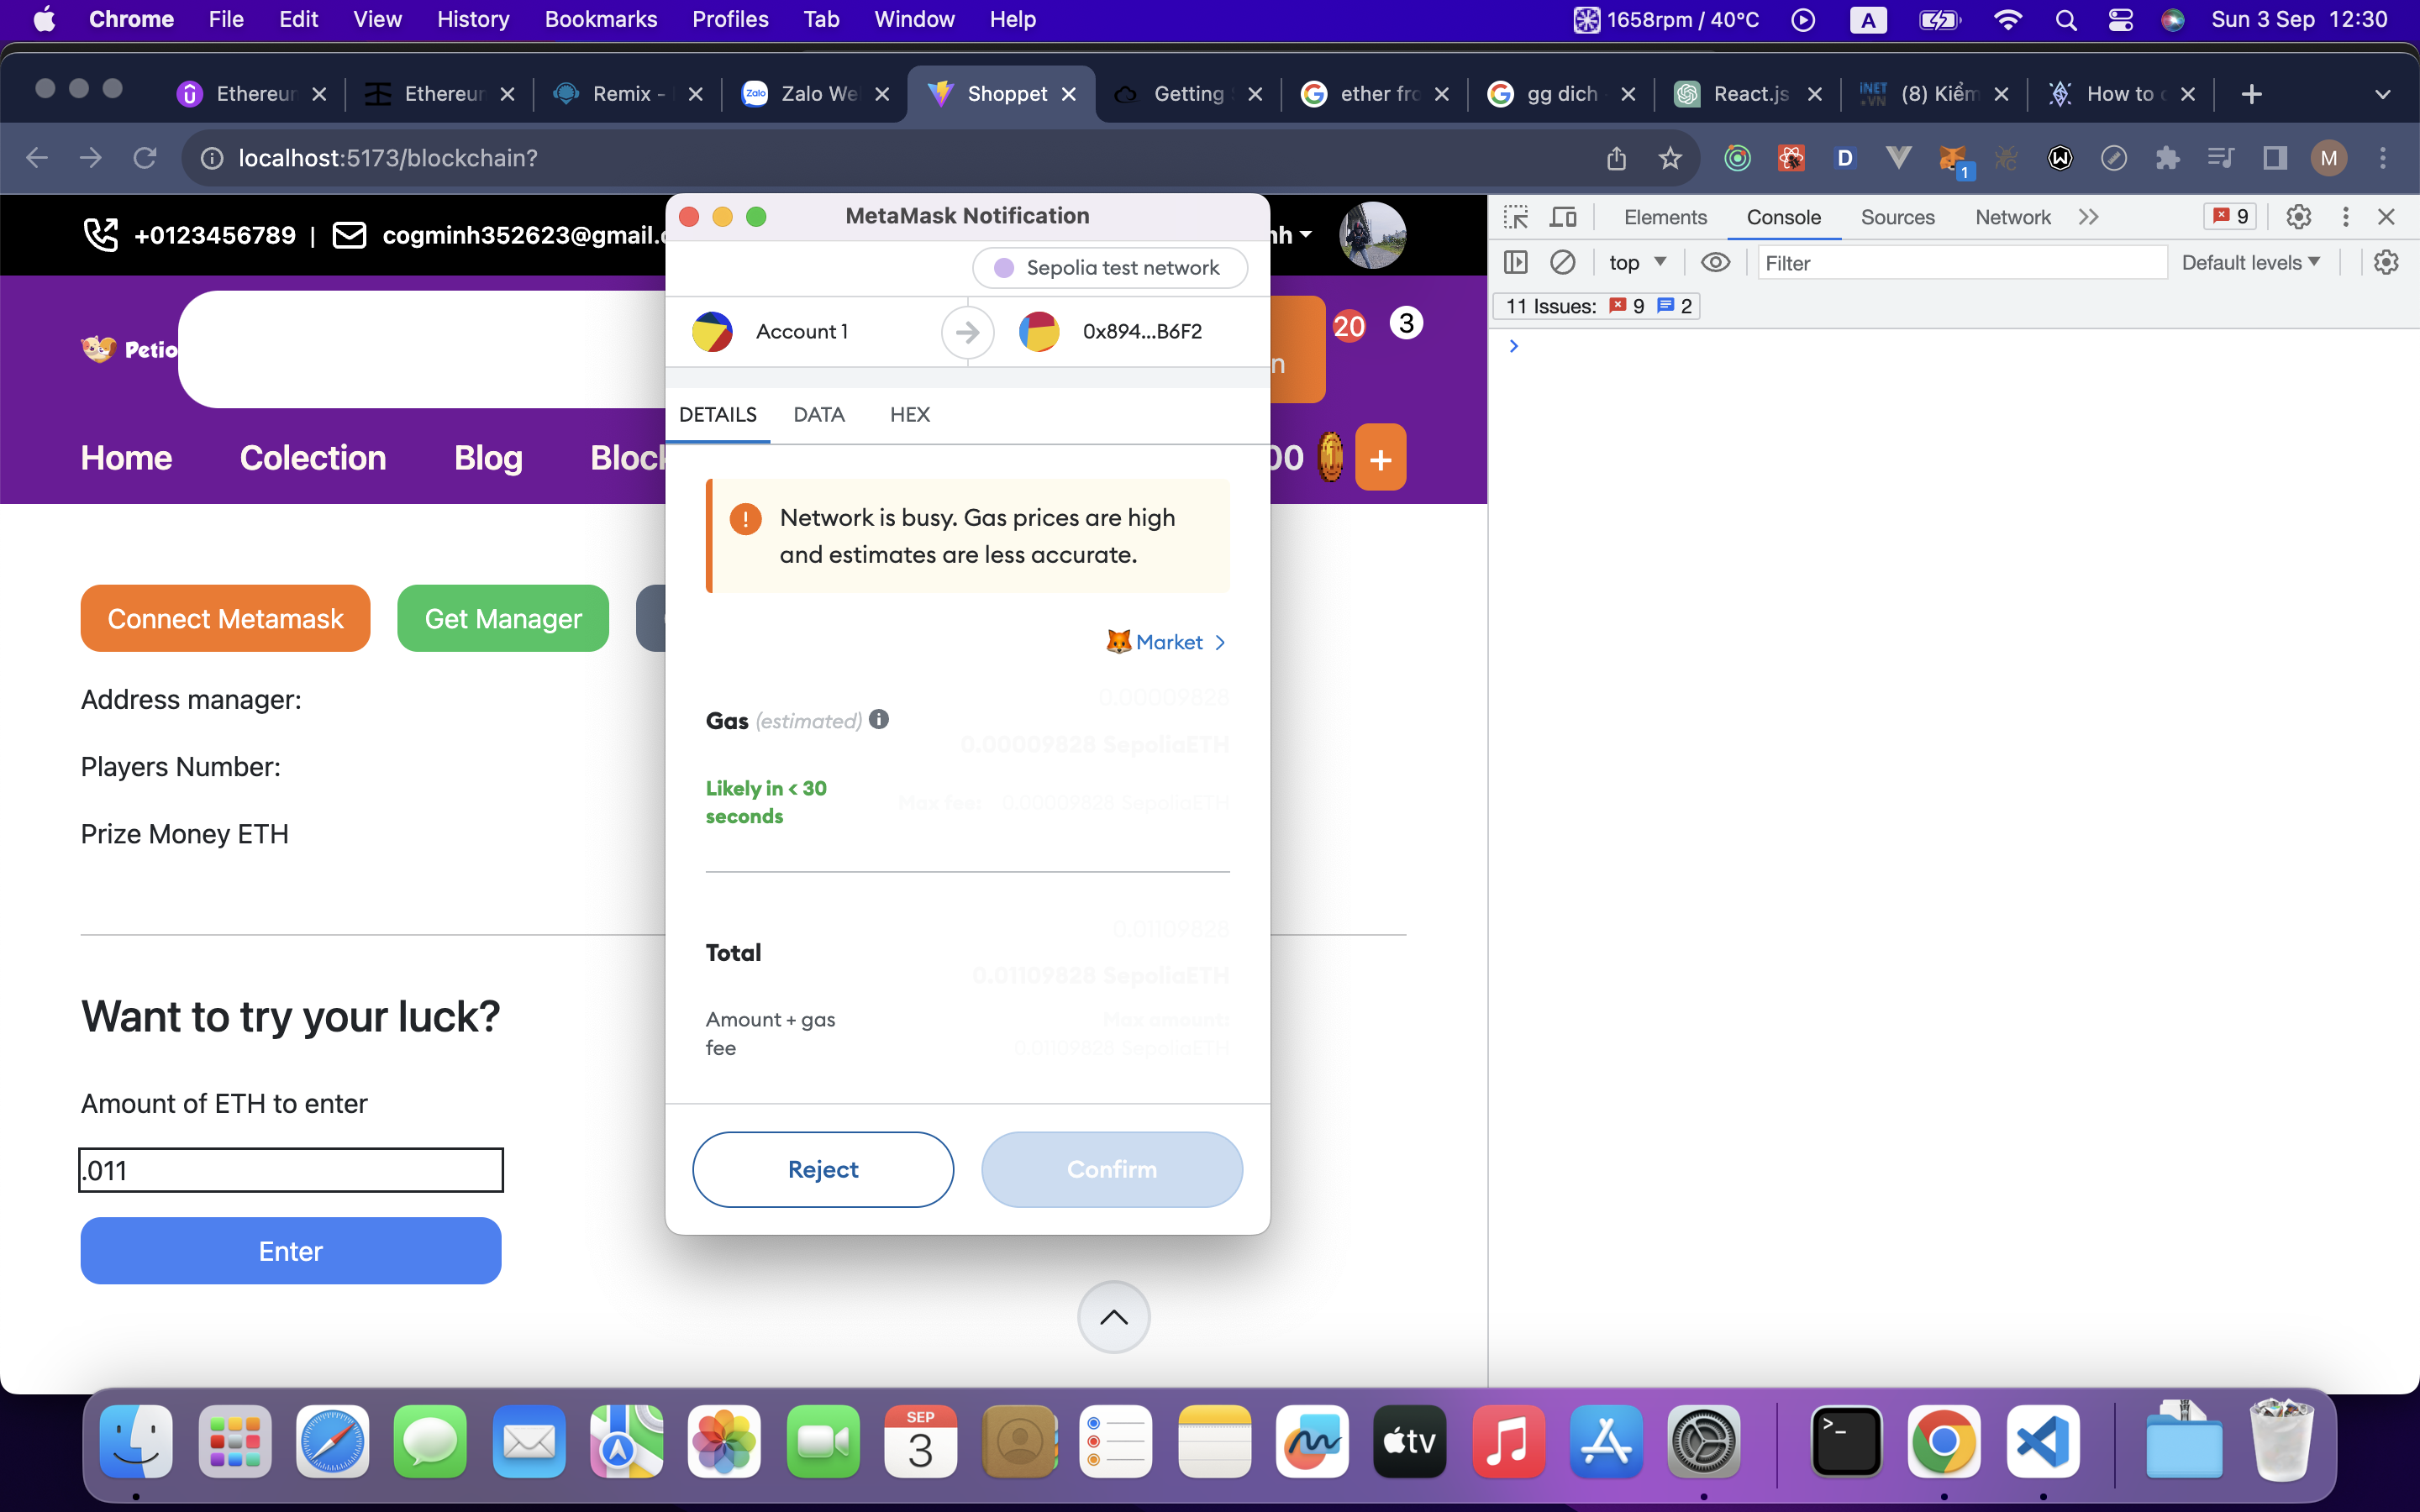 Chrome File Edit View History Bookmarks Profiles Tab Window Help 1658rpm / 40°C A Sun 3 Sep 12:30
Ethereun Ethereun Remix - Zalo We Shoppet Getting ether fro gg dich React.js (8) Kiểm How to
localhost:5173/blockchain?
D 1 M
+0123456789 | cogminh352623@gmail.c
nh
Petio
n 20 3
Home Colection Blog Block 00 +
Connect Metamask Get Manager
Address manager:
Players Number:
Prize Money ETH
Want to try your luck?
Amount of ETH to enter
.011
Enter
MetaMask Notification
Sepolia test network
Account 1 0x894...B6F2
DETAILS DATA HEX
Network is busy. Gas prices are high
and estimates are less accurate.
Market
0.00009828
Gas (estimated)
0.00009828 SepoliaETH
Likely in < 30
seconds
Max fee: 0.00009828 SepoliaETH
0.01109828
Total
0.01109828 SepoliaETH
Amount + gas
fee
Max amount:
0.01109828 SepoliaETH
Reject Confirm
Elements Console Sources Network 9
top Filter Default levels
11 Issues: 9 2
SEP
3
tv